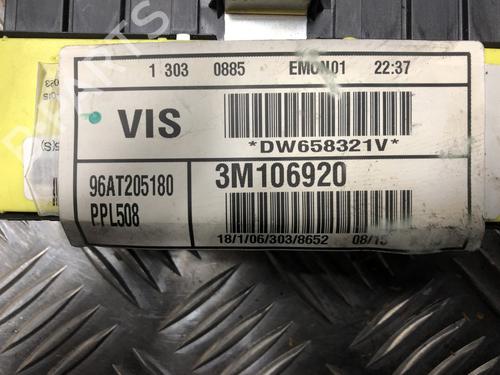 1 303 0885 EMON01 22:37
VIS
*DW658321V*
96AT205180
3M106920
PPL508
18/1/06/303/8652 08/15